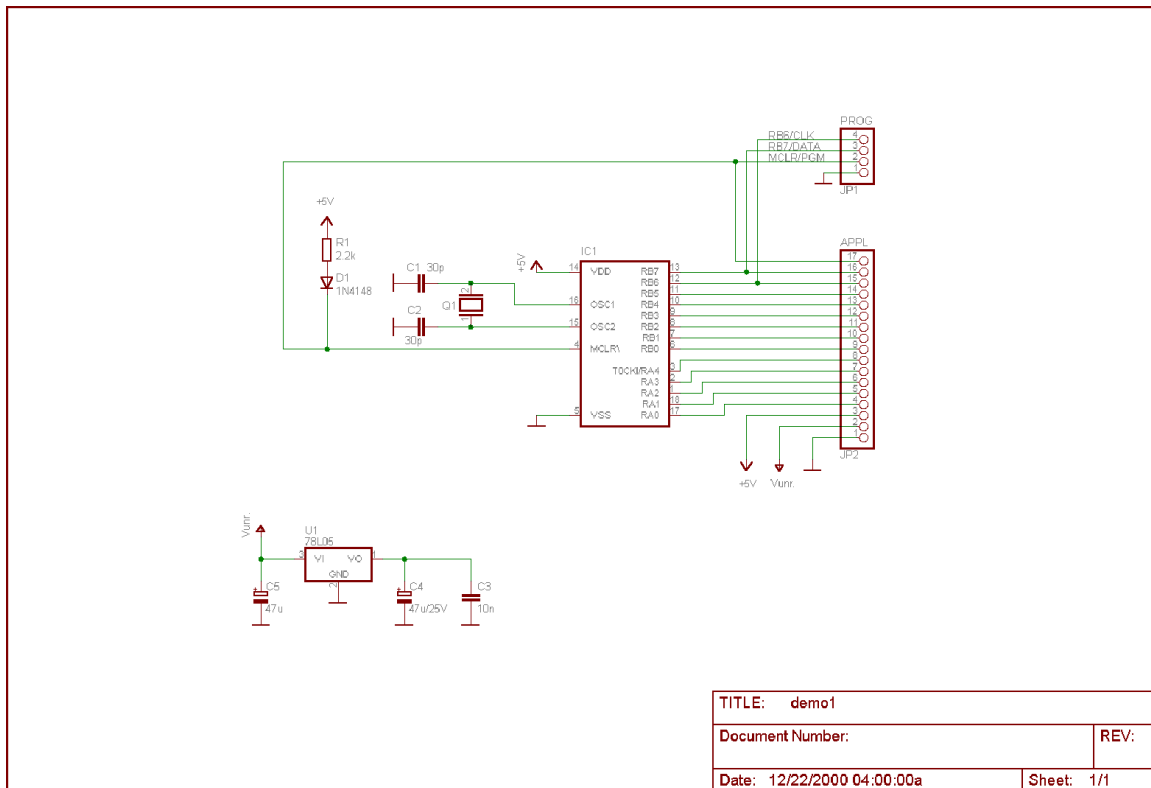 PROG
RB6/CLK 4
RB7/DATA 3
MCLR/PGM 2
1
JP1
+5V
R1
2.2k
D1
1N4148
C1 30p
C2
30p
Q1
2
1
+5V
IC1
14 VDD RB7 13
RB6 12
16 OSC1 RB5 11
RB4 10
15 OSC2 RB3 9
RB2 8
RB1 7
4 MCLR\ RB0 6
T0CKI/RA4 3
RA3 2
RA2 1
RA1 18
5 VSS RA0 17
APPL
17
16
15
14
13
12
11
10
9
8
7
6
5
4
3
2
1
JP2
+5V
Vunr.
Vunr.
U1
78L05
3 VI VO 1
GND
2
+
C5
47u
+
C4
47u/25V
C3
10n
TITLE: demo1
Document Number:
REV:
Date: 12/22/2000 04:00:00a
Sheet: 1/1